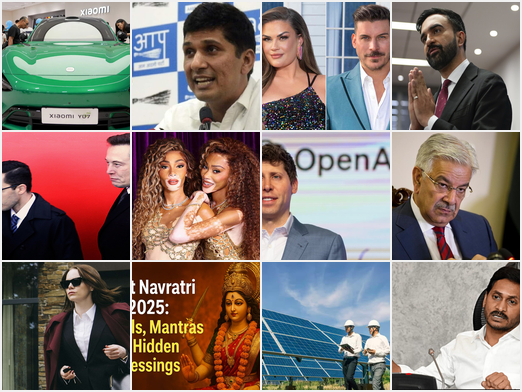 xiaomi
XIAOMI YU7
आप
OpenA
t Navratri
2025:
ls, Mantras
Hidden
essings